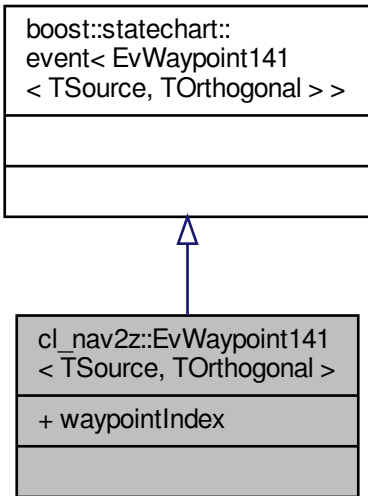 boost::statechart::
event< EvWaypoint141
< TSource, TOrthogonal > >
cl_nav2z::EvWaypoint141
< TSource, TOrthogonal >
+ waypointIndex